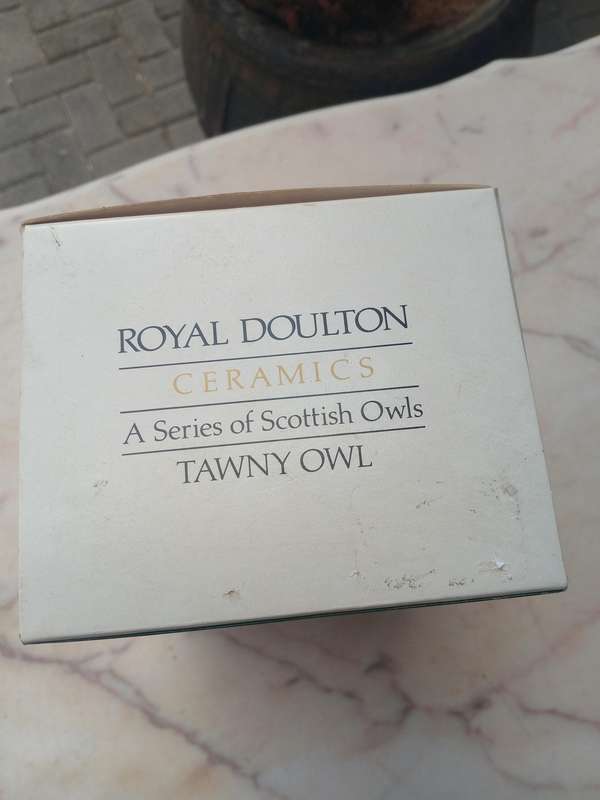 ROYAL DOULTON
CERAMICS
A Series of Scottish Owls
TAWNY OWL